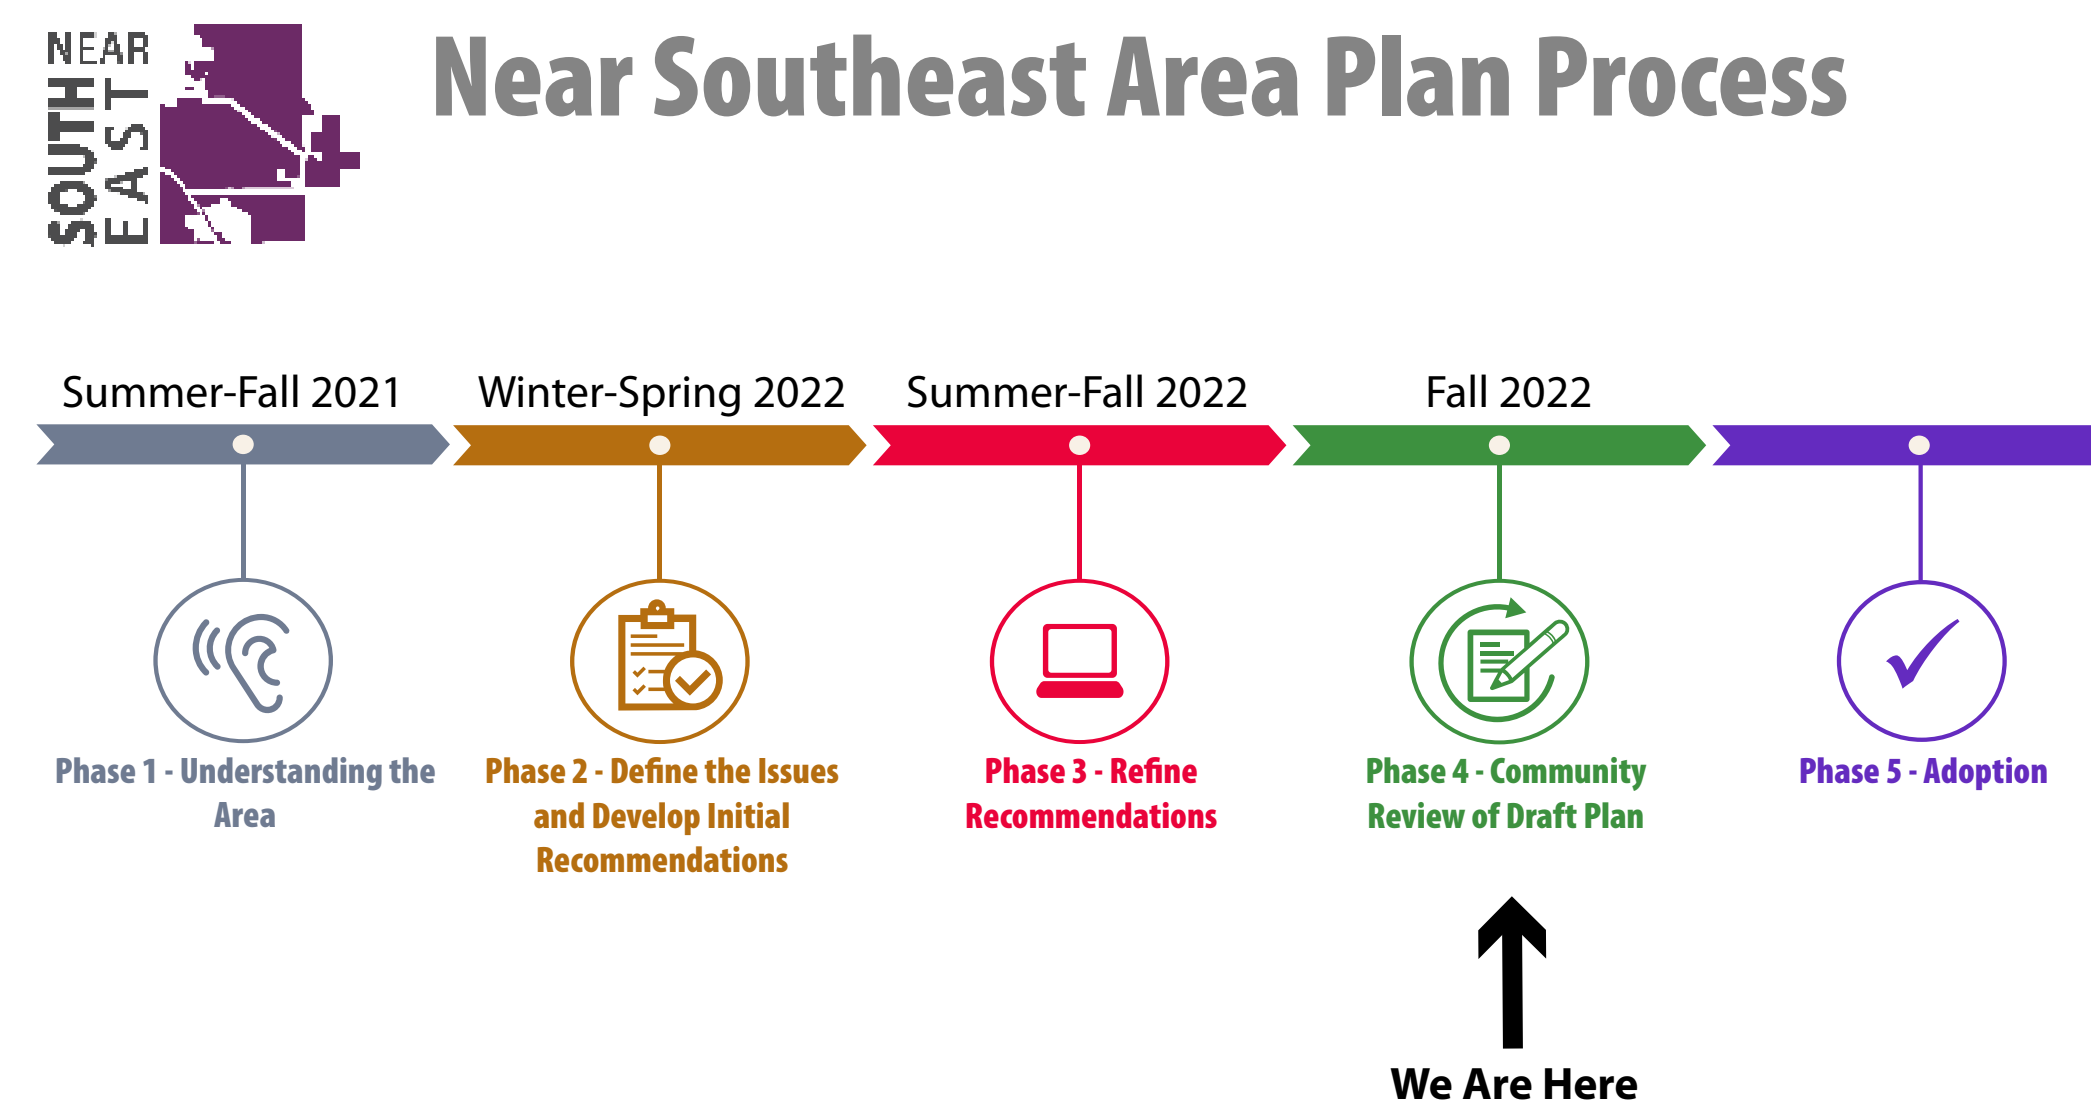 NEAR
SOUTH
EAST
Near Southeast Area Plan Process
Summer-Fall 2021
Winter-Spring 2022
Summer-Fall 2022
Fall 2022
Phase 1 - Understanding the
Area
Phase 2 - Define the Issues
and Develop Initial
Recommendations
Phase 3 - Refine
Recommendations
Phase 4 - Community
Review of Draft Plan
Phase 5 - Adoption
We Are Here